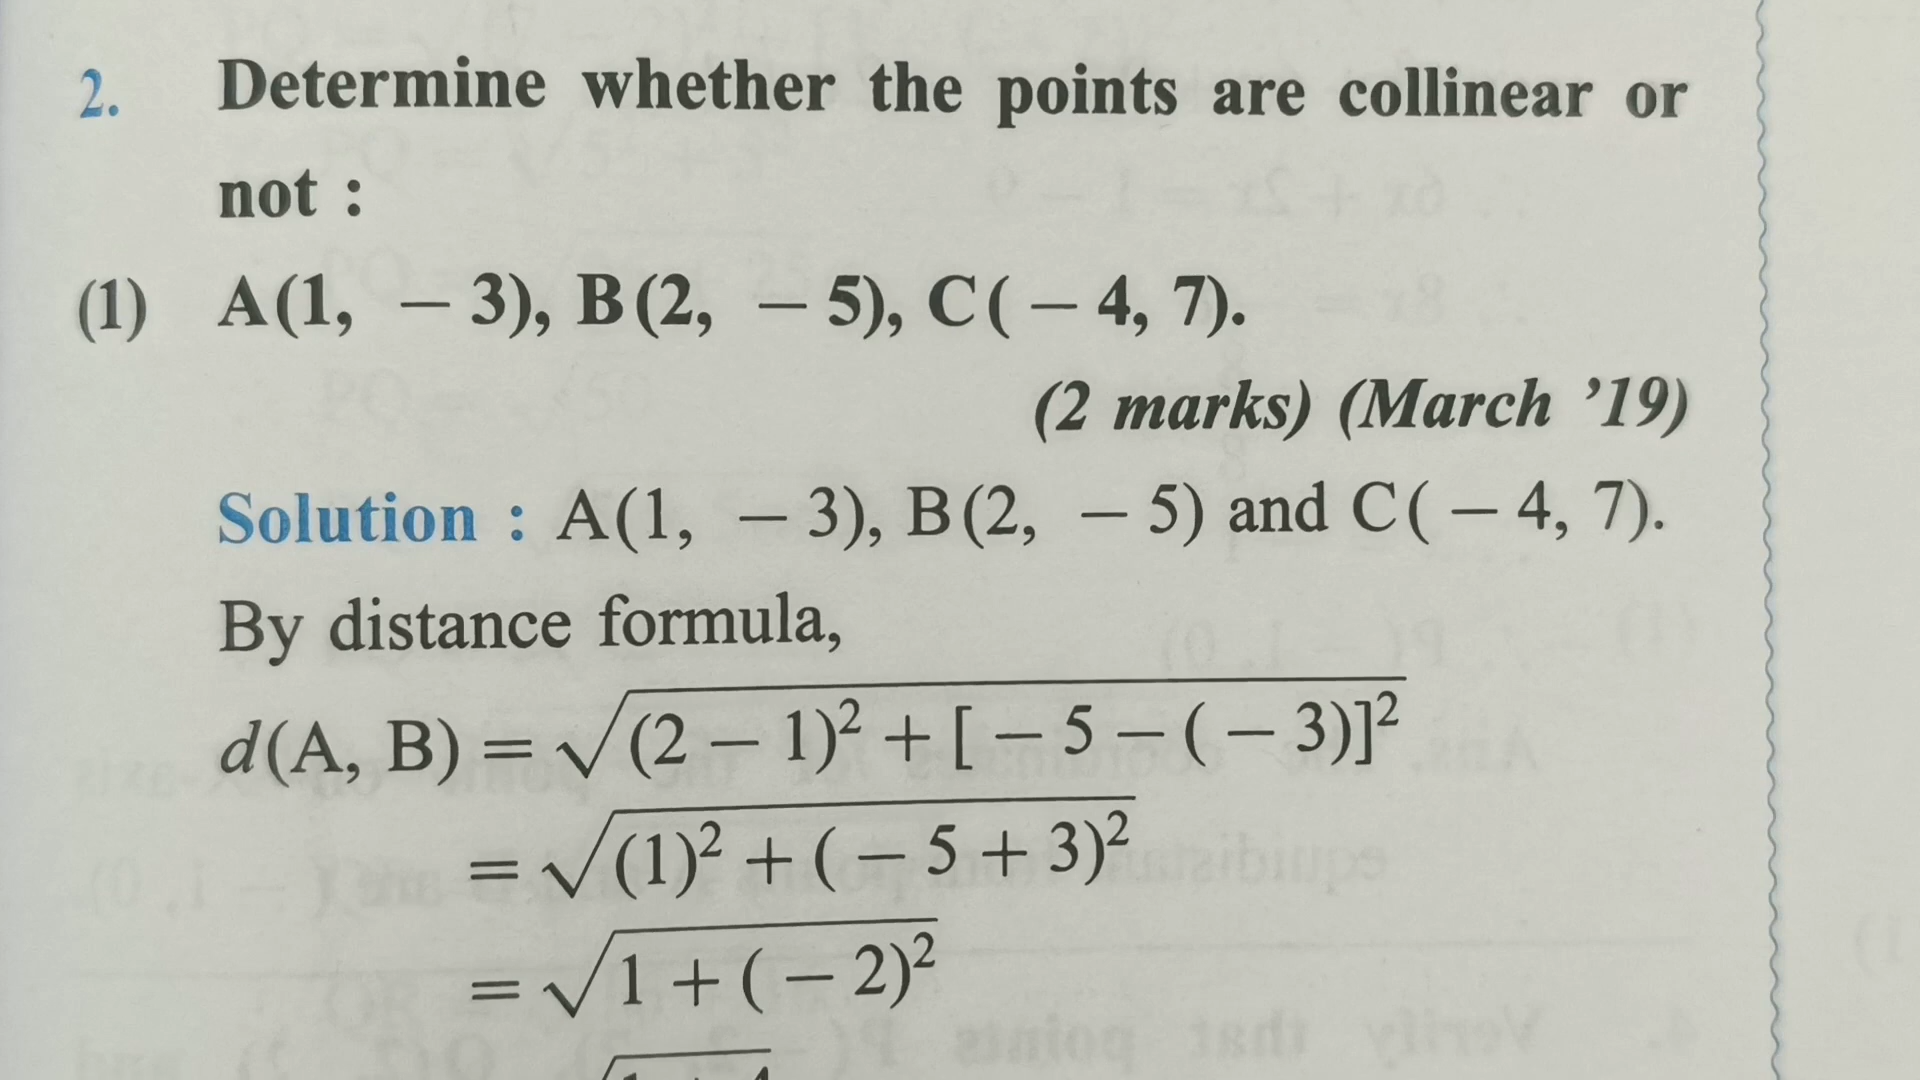 2. Determine whether the points are collinear or
not :
(1) A(1, – 3), B(2, – 5), C( – 4, 7).
(2 marks) (March ’19)
Solution : A(1, – 3), B(2, – 5) and C( – 4, 7).
By distance formula,
d(A, B) = √(2 – 1)² + [ – 5 – ( – 3)]²
= √(1)² + ( – 5 + 3)²
= √1 + ( – 2)²